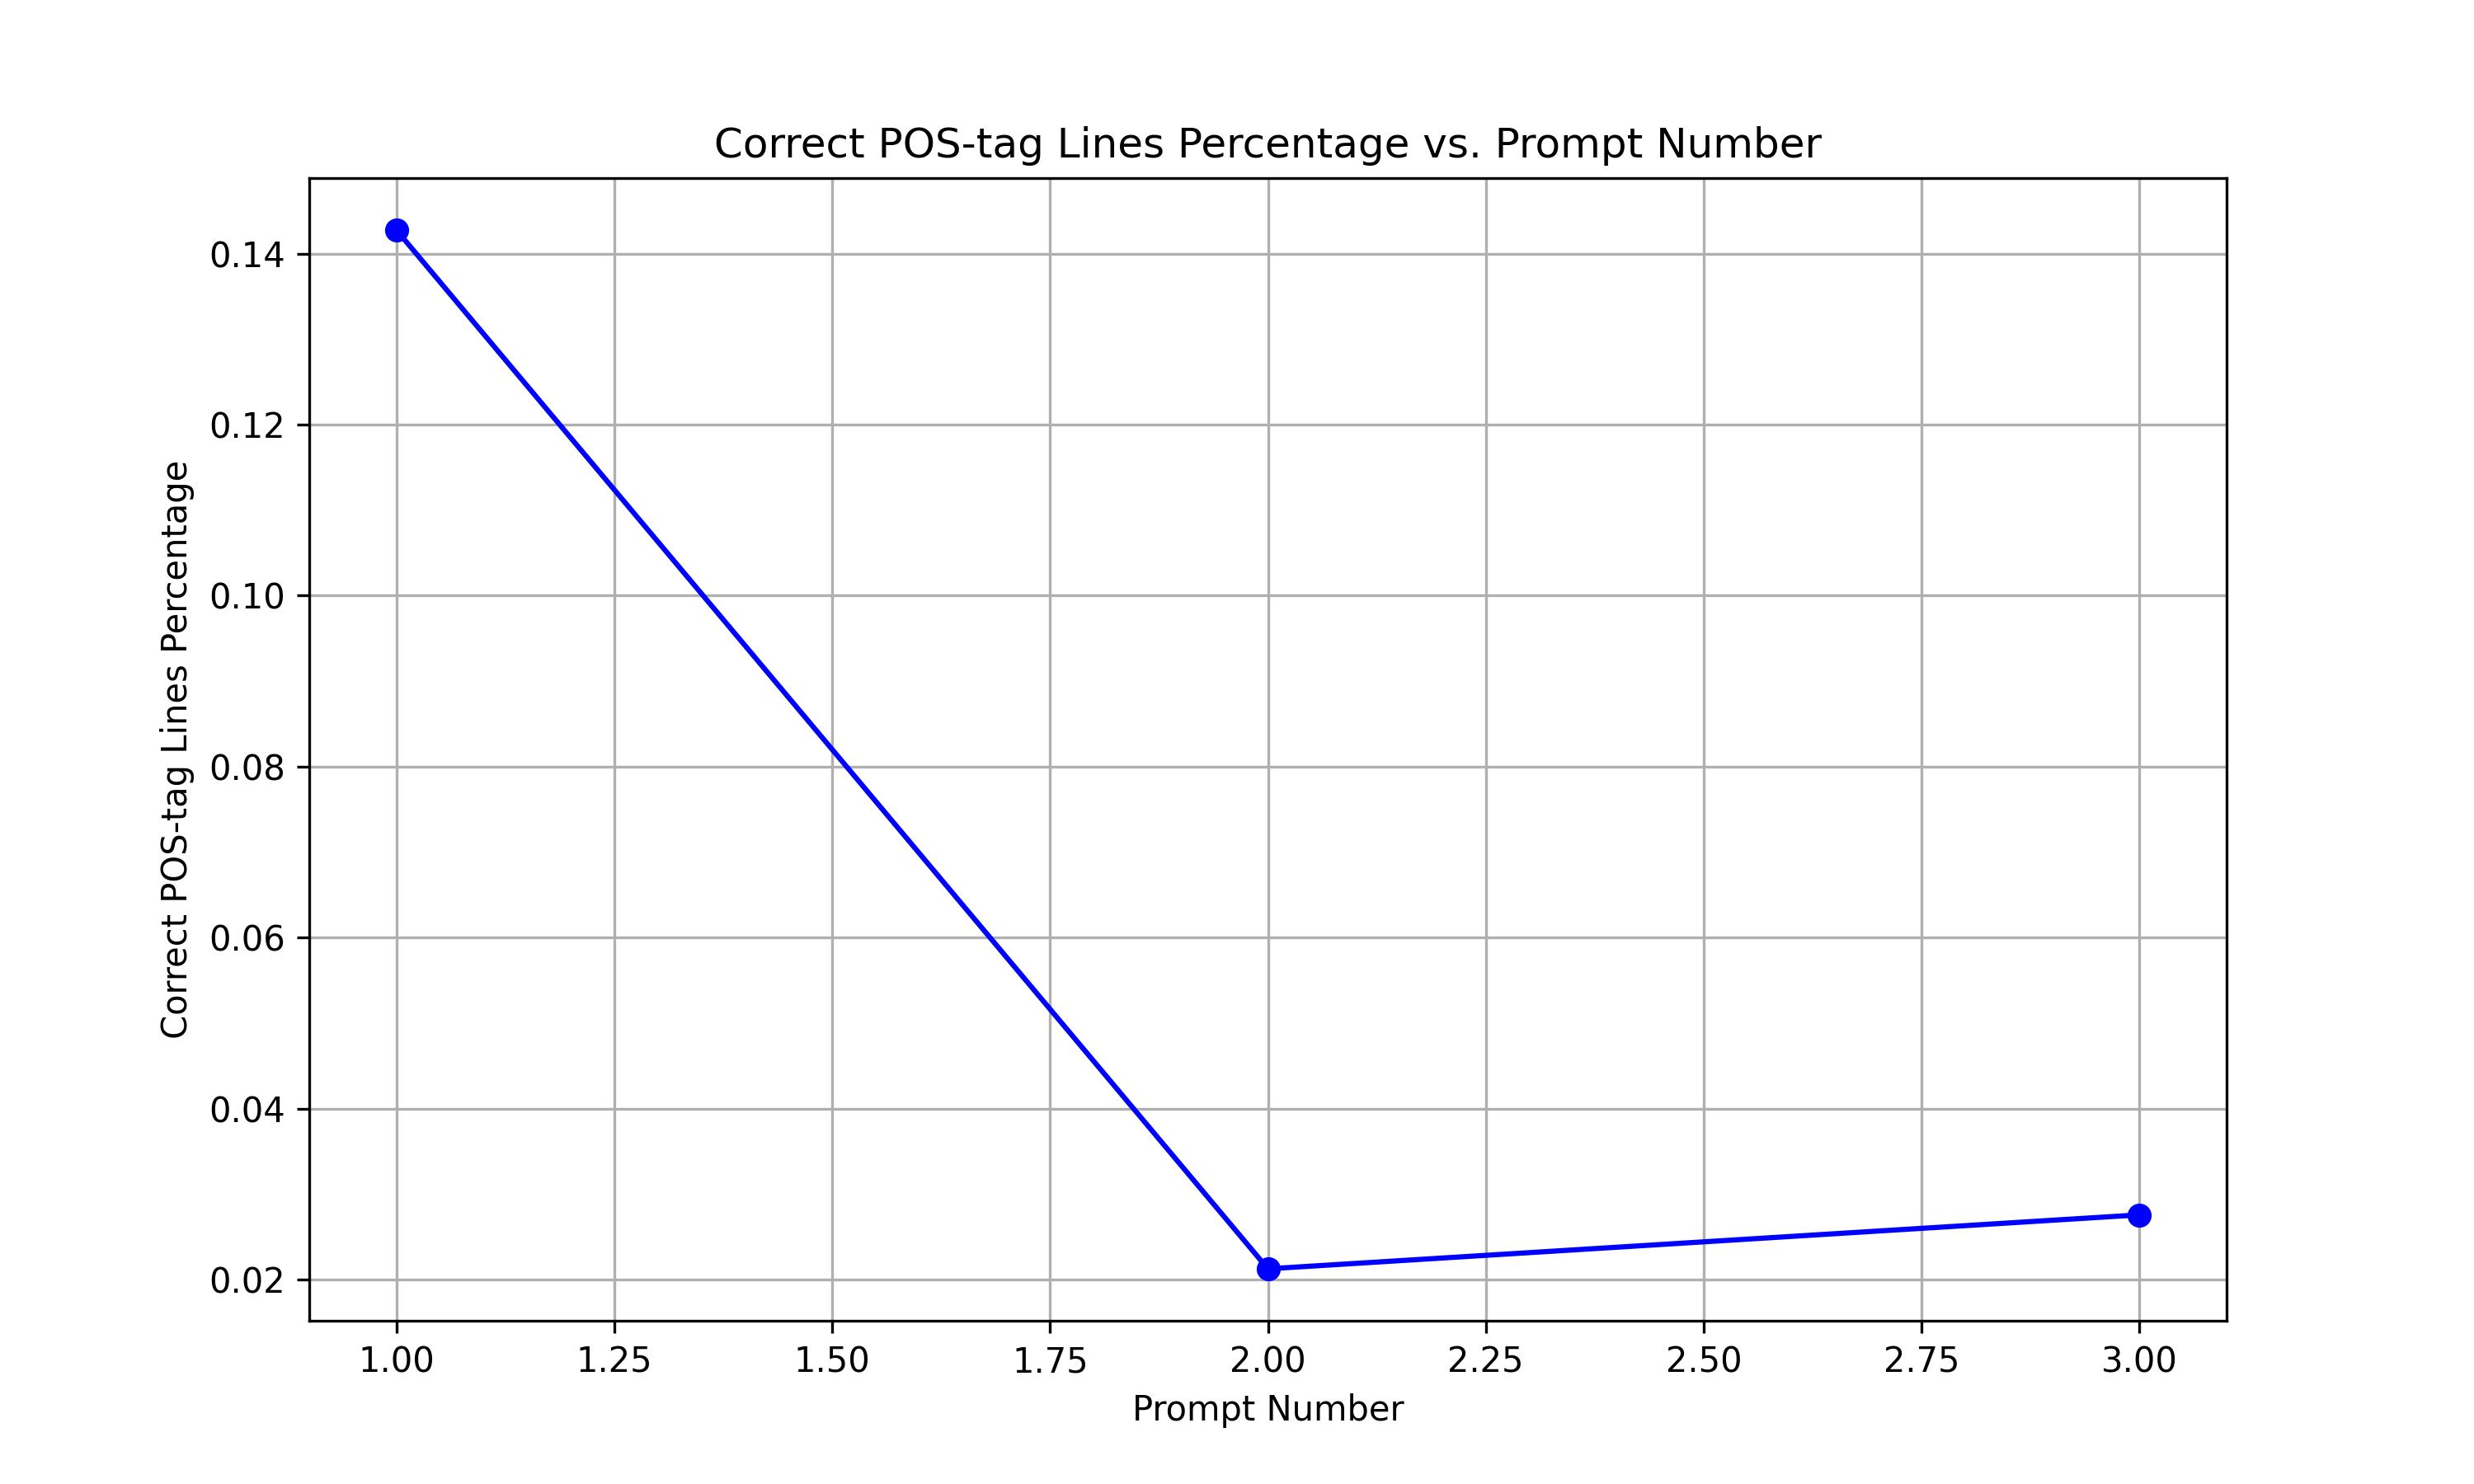 Correct POS-tag Lines Percentage vs. Prompt Number
Correct POS-tag Lines Percentage
0.14
0.12
0.10
0.08
0.06
0.04
0.02
1.00 1.25 1.50 1.75 2.00 2.25 2.50 2.75 3.00
Prompt Number